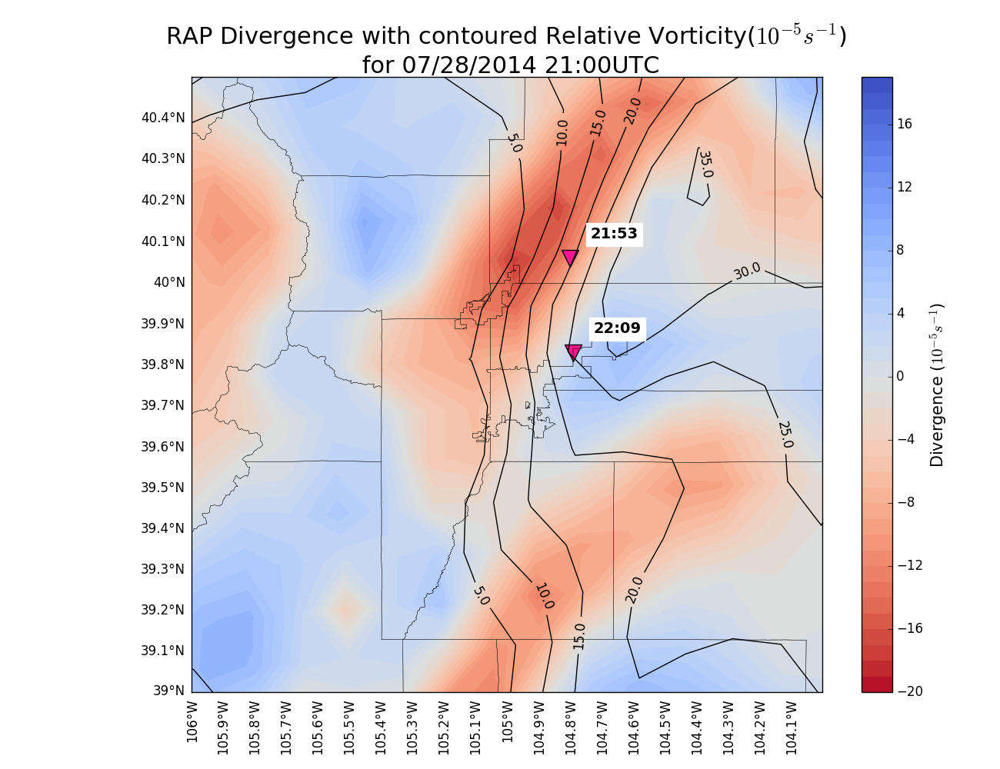 RAP Divergence with contoured Relative Vorticity(10⁻⁵s⁻¹)
for 07/28/2014 21:00UTC
40.4°N
40.3°N
40.2°N
40.1°N
40°N
39.9°N
39.8°N
39.7°N
39.6°N
39.5°N
39.4°N
39.3°N
39.2°N
39.1°N
39°N
5.0
10.0
15.0
20.0
35.0
21:53
30.0
22:09
25.0
5.0
10.0
15.0
20.0
106°W
105.9°W
105.8°W
105.7°W
105.6°W
105.5°W
105.4°W
105.3°W
105.2°W
105.1°W
105°W
104.9°W
104.8°W
104.7°W
104.6°W
104.5°W
104.4°W
104.3°W
104.2°W
104.1°W
16
12
8
4
0
−4
−8
−12
−16
−20
Divergence (10⁻⁵s⁻¹)